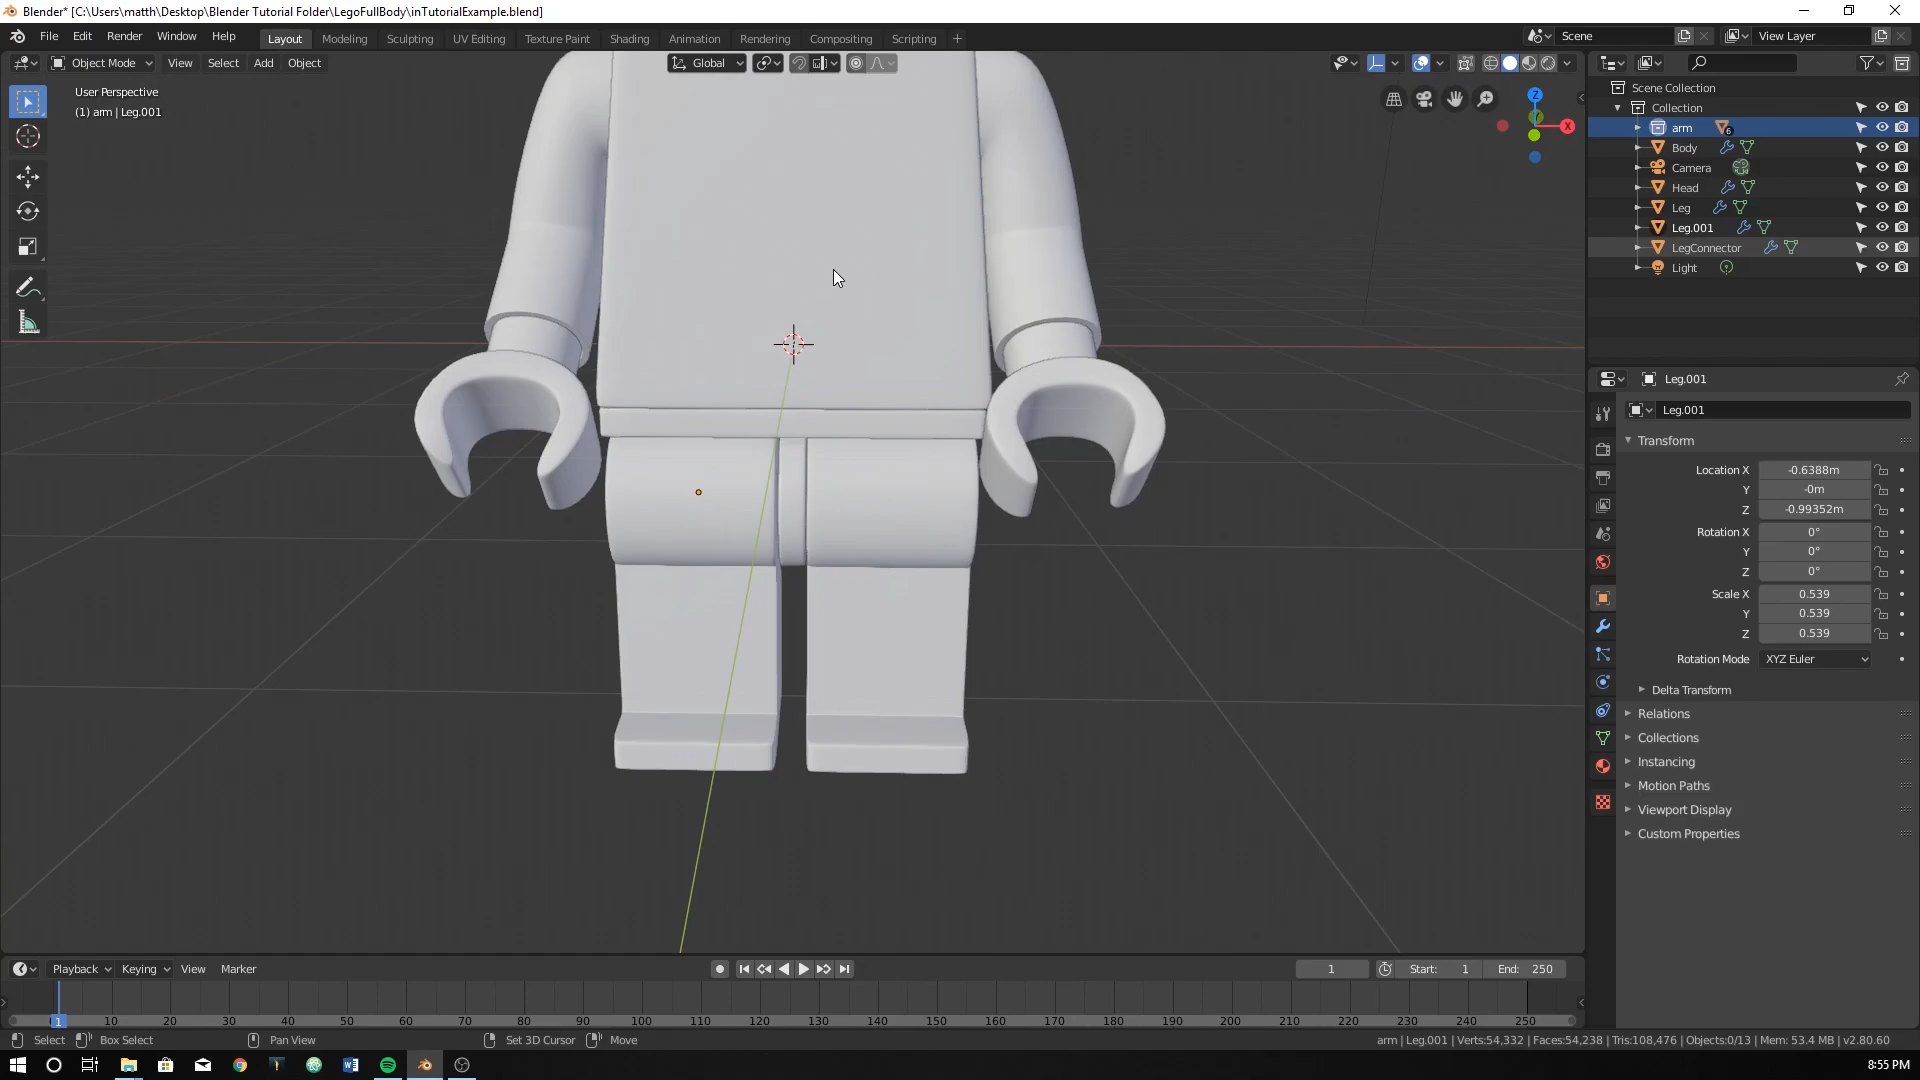 Blender* [C:\Users\matth\Desktop\Blender Tutorial Folder\LegoFullBody\inTutorialExample.blend]
File Edit Render Window Help Layout Modeling Sculpting UV Editing Texture Paint Shading Animation Rendering Compositing Scripting + Scene View Layer
Object Mode View Select Add Object Global
User Perspective
(1) arm | Leg.001
Z
X
Scene Collection
Collection
arm 6
Body
Camera
Head
Leg
Leg.001
LegConnector
Light
Leg.001
Leg.001
Transform
Location X -0.6388m
Y -0m
Z -0.99352m
Rotation X 0°
Y 0°
Z 0°
Scale X 0.539
Y 0.539
Z 0.539
Rotation Mode XYZ Euler
Delta Transform
Relations
Collections
Instancing
Motion Paths
Viewport Display
Custom Properties
Playback Keying View Marker 1 Start: 1 End: 250
1 10 20 30 40 50 60 70 80 90 100 110 120 130 140 150 160 170 180 190 200 210 220 230 240 250
Select Box Select Pan View Set 3D Cursor Move arm | Leg.001 | Verts:54,332 | Faces:54,238 | Tris:108,476 | Objects:0/13 | Mem: 53.4 MB | v2.80.60
8:55 PM